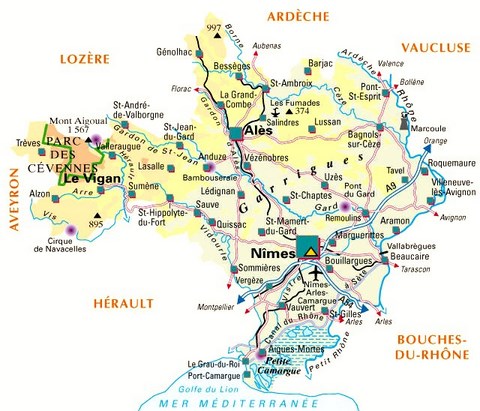 ARDÈCHE
997
Borne
Génolhac
Aubenas
LOZÈRE
VAUCLUSE
Bessèges
Barjac
Ardèche
Valence
Florac
La Grand-
Combe
St-Ambroix
Pont-
St-Esprit
Bollène
Rhône
Cèze
Les Fumades
374
St-André-
de-Valborgne
Gardon
d'Alès
Salindres
Lussan
Marcoule
Mont Aigoual
1 567
St-Jean-
du-Gard
Alès
Bagnols-
sur-Cèze
Orange
Trèves
PARC
DES
CÉVENNES
Valleraugue
Gardon de St-Jean
Anduze
Vézénobres
Garrigues
Roquemaure
Lasalle
Bambouseraie
Uzès
Tavel
A9
Hérault
Le Vigan
Lédignan
St-Chaptes
Pont
du Gard
Villeneuve-
lès-Avignon
AVEYRON
Alzon
Arre
Sumène
Gard
Remoulins
Avignon
Vis
895
St-Hippolyte-
du-Fort
Sauve
Quissac
St-Mamert-
du-Gard
Aramon
Cirque
de Navacelles
Vidourle
Marguerittes
Nîmes
Vallabrègues
Beaucaire
Bouillargues
Tarascon
Sommières
Vergèze
Vistre
Nîmes-
Arles-
Camargue
à Sète
A54
HÉRAULT
Montpellier
Vauvert
St-Gilles
Arles
Arles
Canal du Rhône
Petit Rhône
BOUCHES-
DU-RHÔNE
Aigues-Mortes
Le Grau-du-Roi
Petite
Camargue
Port-Camargue
Golfe du Lion
MER MÉDITERRANÉE